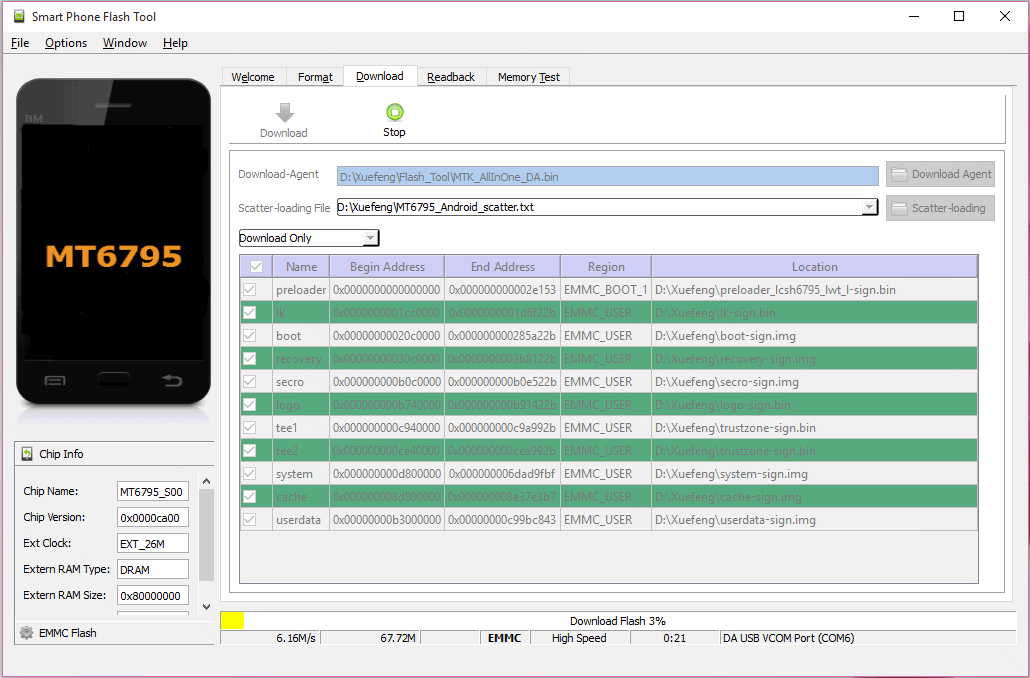 Smart Phone Flash Tool
File Options Window Help
BM
MT6795
Chip Info
Chip Name: MT6795_S00
Chip Version: 0x0000ca00
Ext Clock: EXT_26M
Extern RAM Type: DRAM
Extern RAM Size: 0x80000000
EMMC Flash
Welcome Format Download Readback Memory Test
Download Stop
Download-Agent D:\Xuefeng\Flash_Tool\MTK_AllInOne_DA.bin Download Agent
Scatter-loading File D:\Xuefeng\MT6795_Android_scatter.txt Scatter-loading
Download Only
Name Begin Address End Address Region Location
preloader 0x0000000000000000 0x000000000002e153 EMMC_BOOT_1 D:\Xuefeng\preloader_lcsh6795_lwt_l-sign.bin
lk 0x0000000001cc0000 0x0000000001d6f22b EMMC_USER D:\Xuefeng\lk-sign.bin
boot 0x00000000020c0000 0x000000000285a22b EMMC_USER D:\Xuefeng\boot-sign.img
recovery 0x00000000030c0000 0x0000000003b8122b EMMC_USER D:\Xuefeng\recovery-sign.img
secro 0x000000000b0c0000 0x000000000b0e522b EMMC_USER D:\Xuefeng\secro-sign.img
logo 0x000000000b740000 0x000000000b91422b EMMC_USER D:\Xuefeng\logo-sign.bin
tee1 0x000000000c940000 0x000000000c9a992b EMMC_USER D:\Xuefeng\trustzone-sign.bin
tee2 0x000000000ce40000 0x000000000cea992b EMMC_USER D:\Xuefeng\trustzone-sign.bin
system 0x000000000d800000 0x000000006dad9fbf EMMC_USER D:\Xuefeng\system-sign.img
cache 0x000000008d800000 0x000000008e37e3b7 EMMC_USER D:\Xuefeng\cache-sign.img
userdata 0x00000000b3000000 0x00000000c99bc843 EMMC_USER D:\Xuefeng\userdata-sign.img
Download Flash 3%
6.16M/s 67.72M EMMC High Speed 0:21 DA USB VCOM Port (COM6)